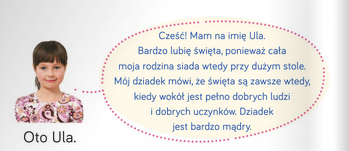 Cześć! Mam na imię Ula.
Bardzo lubię święta, ponieważ cała
moja rodzina siada wtedy przy dużym stole.
Mój dziadek mówi, że święta są zawsze wtedy,
kiedy wokół jest pełno dobrych ludzi
i dobrych uczynków. Dziadek
jest bardzo mądry.
Oto Ula.